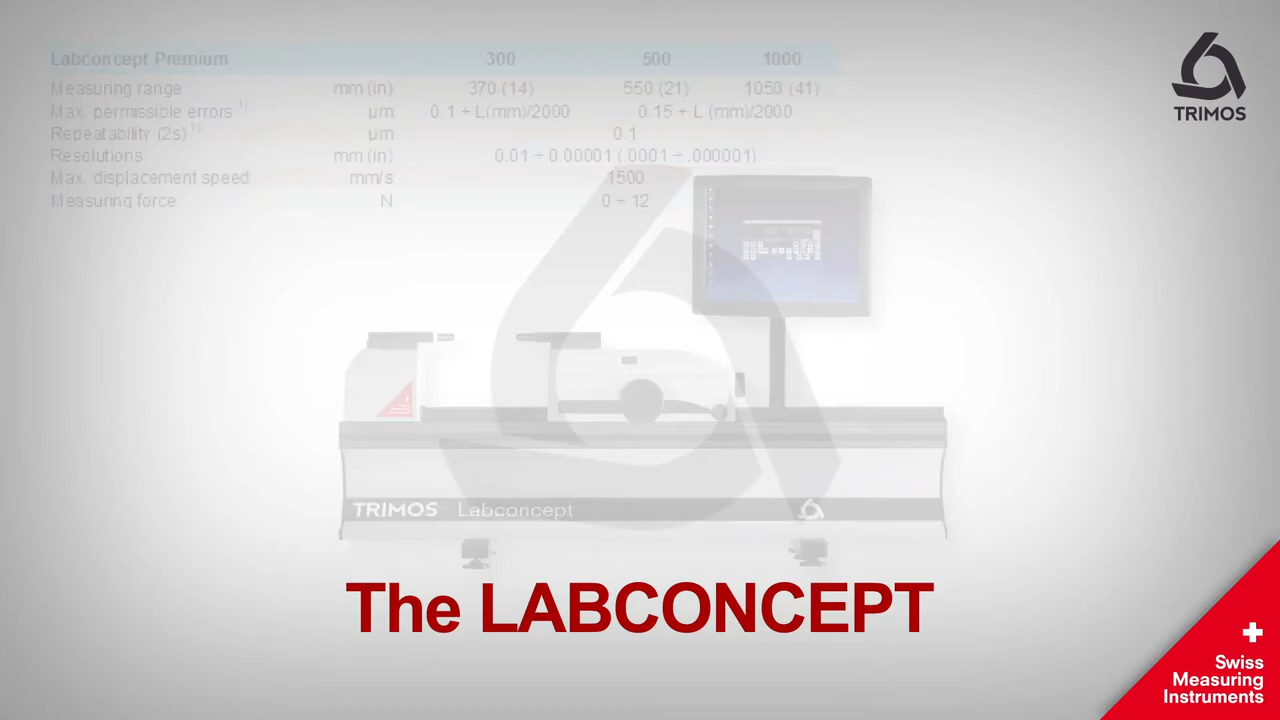 Labconcept Premium 300 500 1000
Measuring range mm (in) 370 (14) 550 (21) 1050 (41)
Max. permissible errors 1) µm 0.1 + L(mm)/2000 0.15 + L (mm)/2000
Repeatability (2s) 1) µm 0.1
Resolutions mm (in) 0.01 ÷ 0.00001 (.0001 ÷ .000001)
Max. displacement speed mm/s 1500
Measuring force N 0 ÷ 12
TRIMOS
TRIMOS Labconcept
The LABCONCEPT
Swiss
Measuring
Instruments